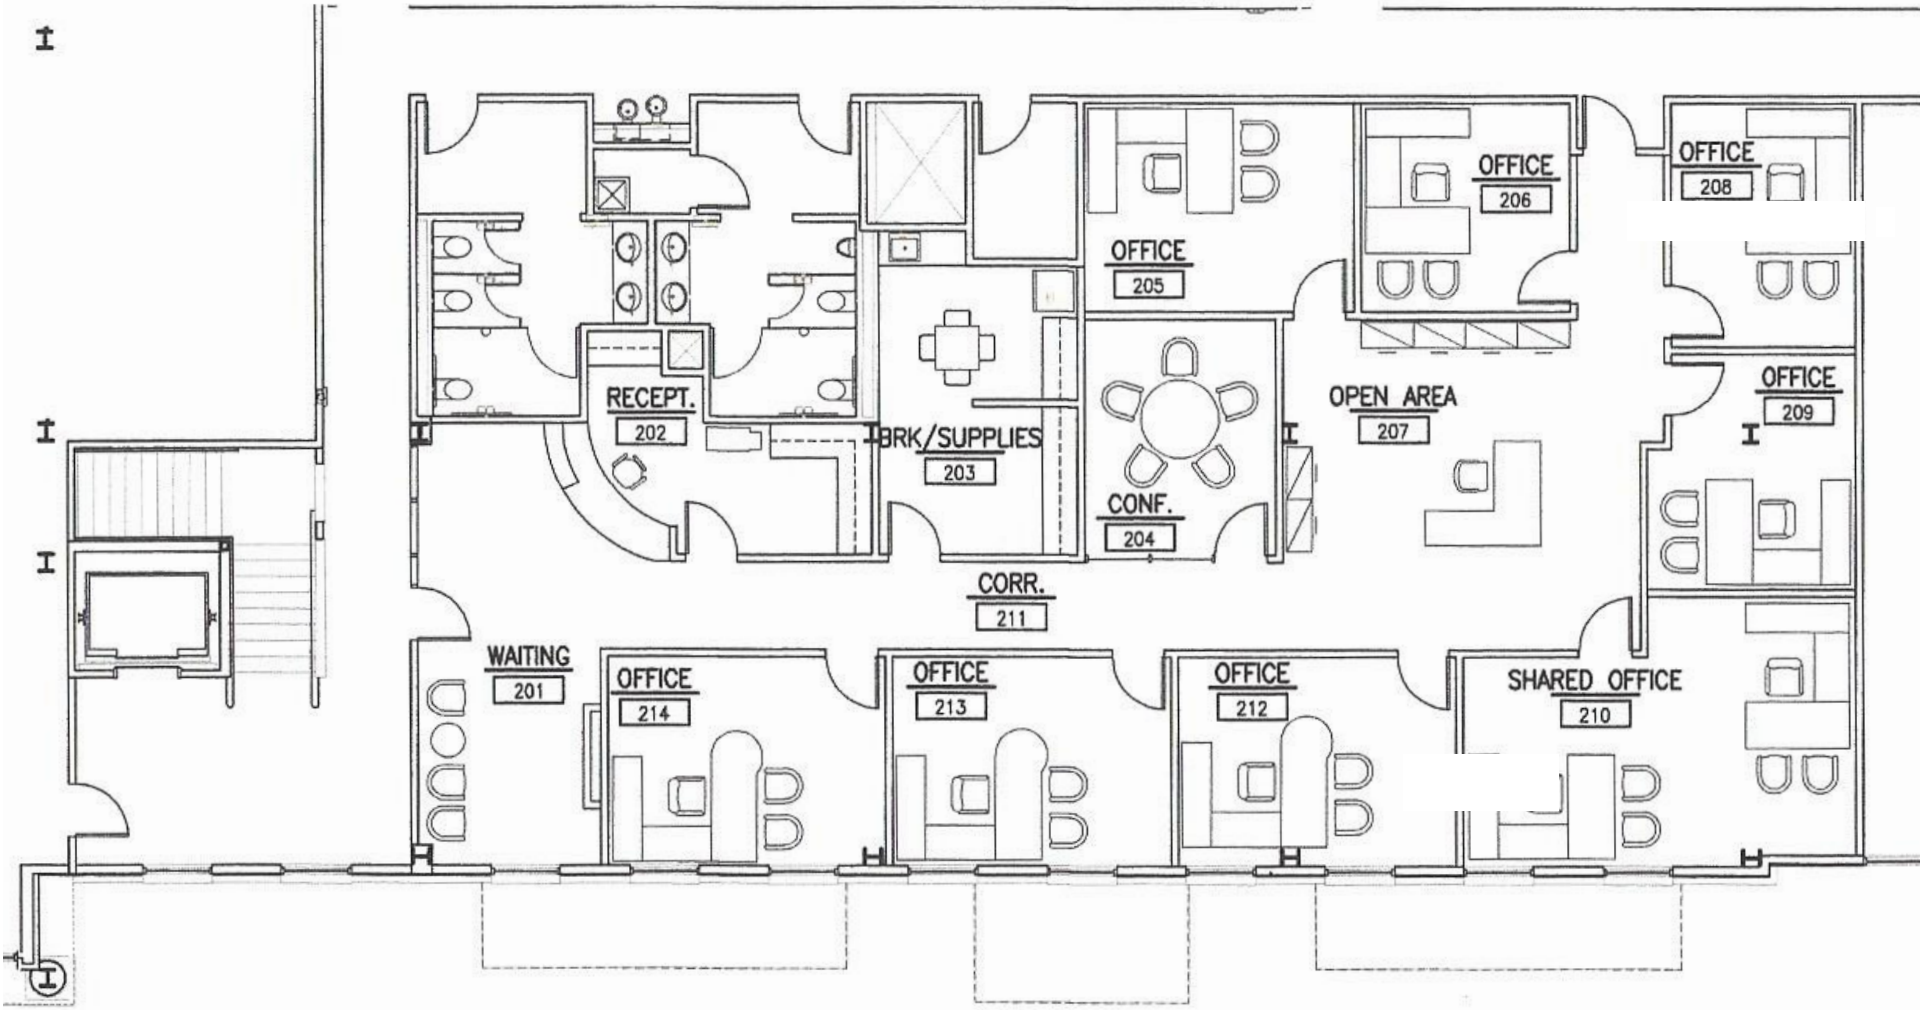 OFFICE
208
OFFICE
206
OFFICE
205
OFFICE
209
RECEPT.
202
OPEN AREA
207
BRK/SUPPLIES
203
CONF.
204
CORR.
211
WAITING
201
OFFICE
214
OFFICE
213
OFFICE
212
SHARED OFFICE
210